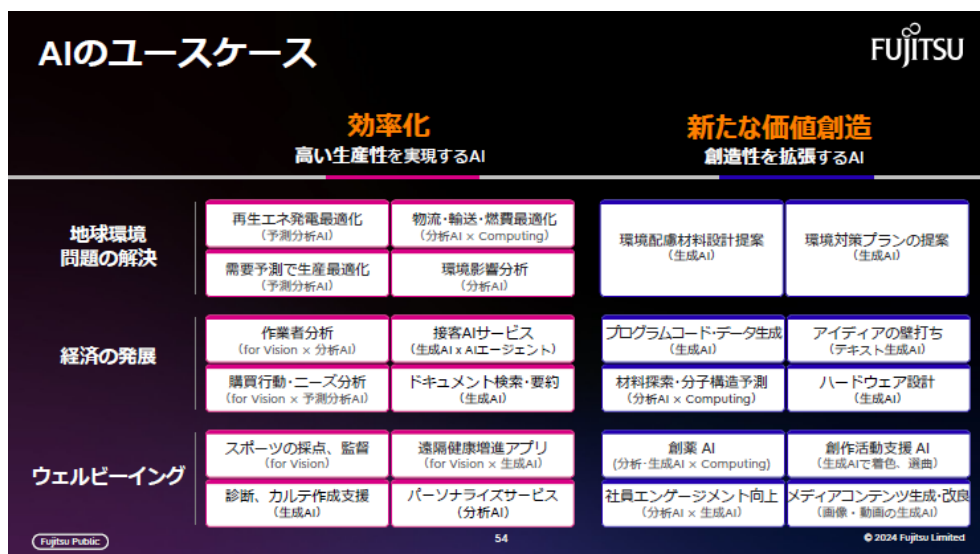 AIのユースケース
FUJITSU
効率化
高い生産性を実現するAI
新たな価値創造
創造性を拡張するAI
地球環境
問題の解決
再生エネ発電最適化
(予測分析AI)
物流・輸送・燃費最適化
(分析AI × Computing)
需要予測で生産最適化
(予測分析AI)
環境影響分析
(分析AI)
環境配慮材料設計提案
(生成AI)
環境対策プランの提案
(生成AI)
経済の発展
作業者分析
(for Vision × 分析AI)
接客AIサービス
(生成AI x AIエージェント)
購買行動・ニーズ分析
(for Vision × 予測分析AI)
ドキュメント検索・要約
(生成AI)
プログラムコード・データ生成
(生成AI)
アイディアの壁打ち
(テキスト生成AI)
材料探索・分子構造予測
(分析AI × Computing)
ハードウェア設計
(生成AI)
ウェルビーイング
スポーツの採点、監督
(for Vision)
遠隔健康増進アプリ
(for Vision × 生成AI)
診断、カルテ作成支援
(生成AI)
パーソナライズサービス
(分析AI)
創薬 AI
(分析・生成AI × Computing)
創作活動支援 AI
(生成AIで着色、選曲)
社員エンゲージメント向上
(分析AI × 生成AI)
メディアコンテンツ生成・改良
(画像・動画の生成AI)
Fujitsu Public
54
© 2024 Fujitsu Limited